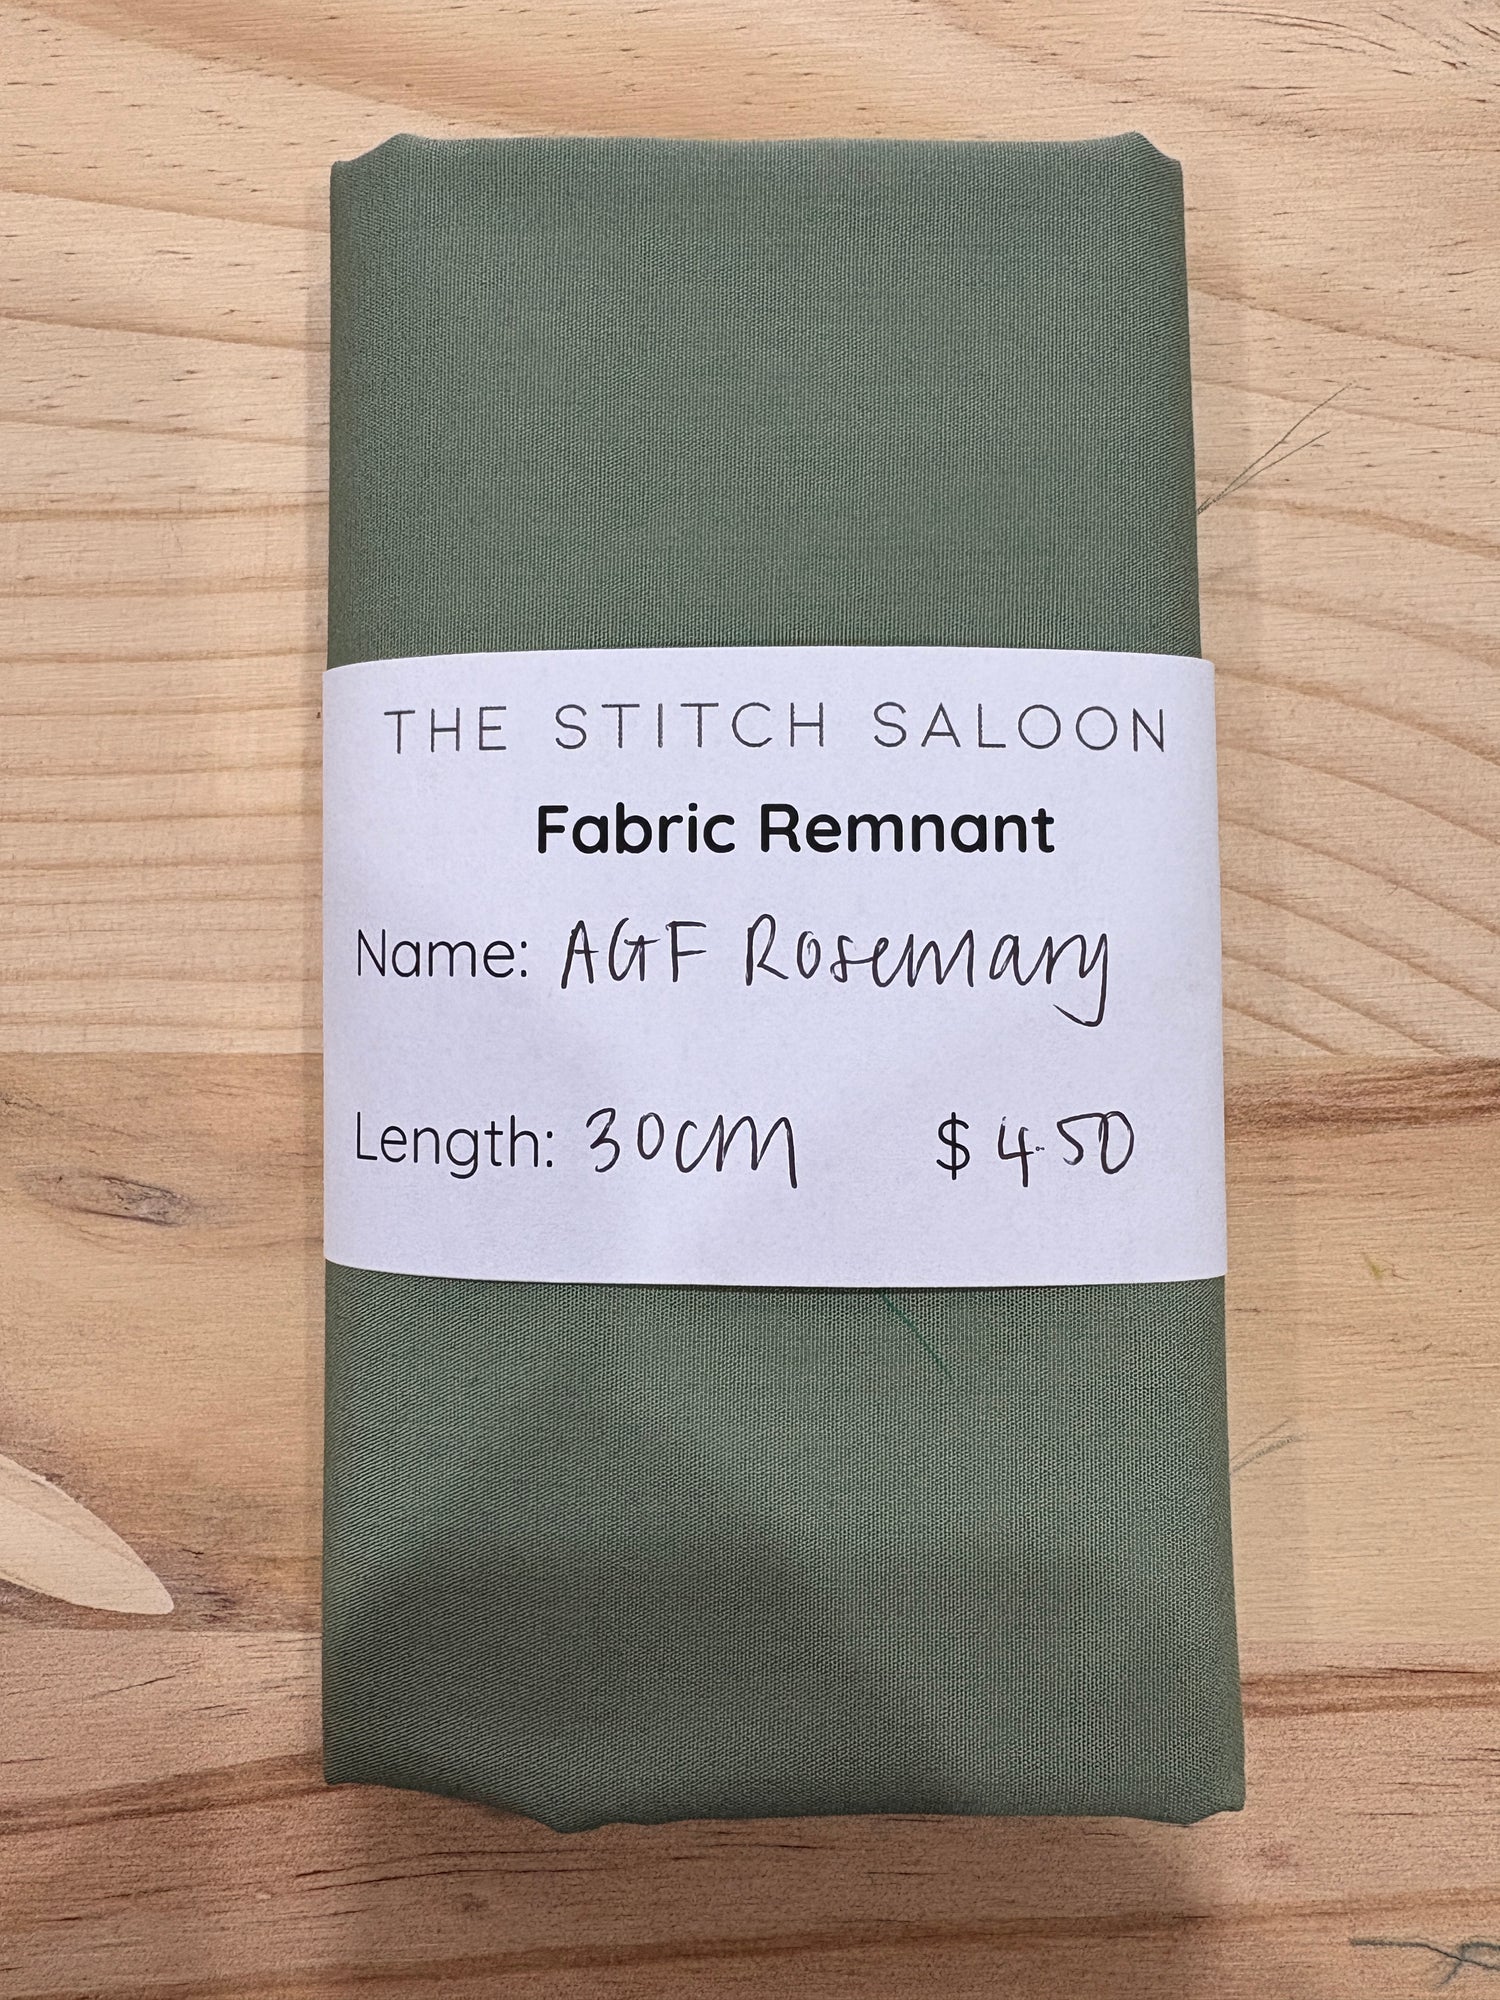 THE STITCH SALOON
Fabric Remnant
Name: AGF Rosemary
Length: 30cm $4.50